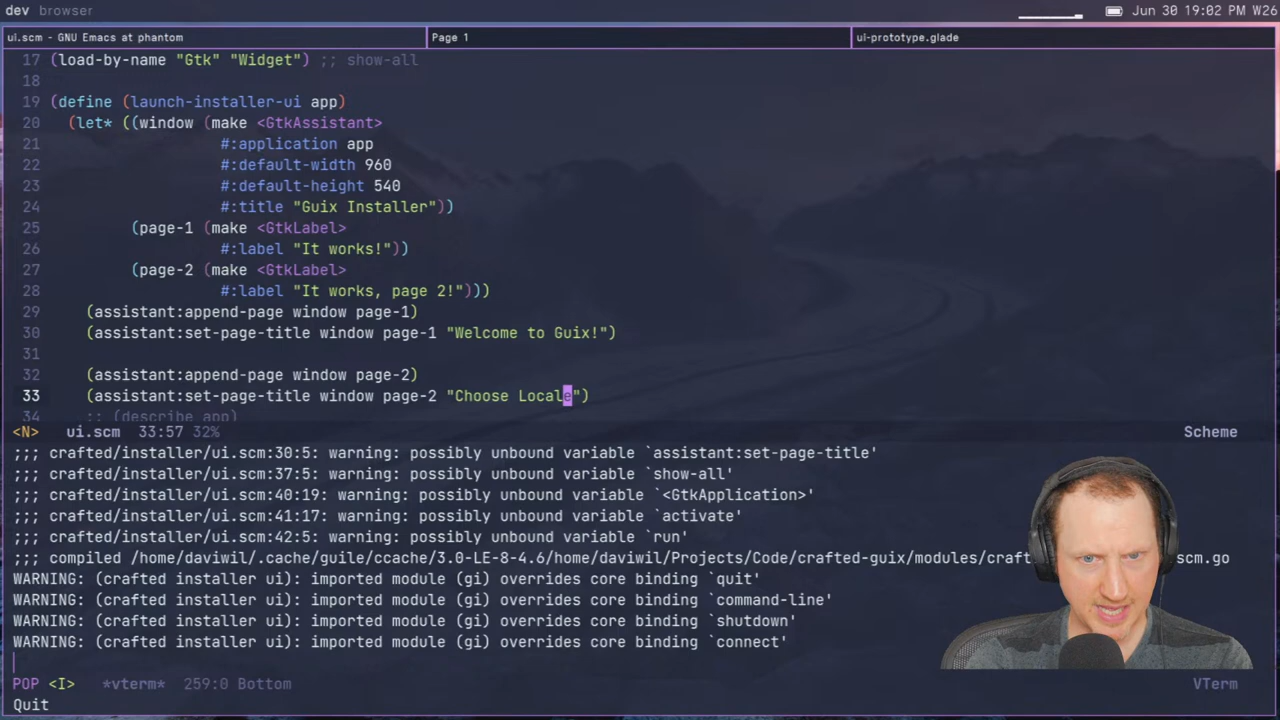 dev browser
Jun 30 19:02 PM W26
ui.scm - GNU Emacs at phantom
Page 1
ui-prototype.glade
17 (load-by-name "Gtk" "Widget") ;; show-all
18
19 (define (launch-installer-ui app)
20 (let* ((window (make <GtkAssistant>
21 #:application app
22 #:default-width 960
23 #:default-height 540
24 #:title "Guix Installer"))
25 (page-1 (make <GtkLabel>
26 #:label "It works!"))
27 (page-2 (make <GtkLabel>
28 #:label "It works, page 2!")))
29 (assistant:append-page window page-1)
30 (assistant:set-page-title window page-1 "Welcome to Guix!")
31
32 (assistant:append-page window page-2)
33 (assistant:set-page-title window page-2 "Choose Locale")
34 ;; (describe app)
<N> ui.scm 33:57 32% Scheme
;;; crafted/installer/ui.scm:30:5: warning: possibly unbound variable `assistant:set-page-title'
;;; crafted/installer/ui.scm:37:5: warning: possibly unbound variable `show-all'
;;; crafted/installer/ui.scm:40:19: warning: possibly unbound variable `<GtkApplication>'
;;; crafted/installer/ui.scm:41:17: warning: possibly unbound variable `activate'
;;; crafted/installer/ui.scm:42:5: warning: possibly unbound variable `run'
;;; compiled /home/daviwil/.cache/guile/ccache/3.0-LE-8-4.6/home/daviwil/Projects/Code/crafted-guix/modules/craft scm.go
WARNING: (crafted installer ui): imported module (gi) overrides core binding `quit'
WARNING: (crafted installer ui): imported module (gi) overrides core binding `command-line'
WARNING: (crafted installer ui): imported module (gi) overrides core binding `shutdown'
WARNING: (crafted installer ui): imported module (gi) overrides core binding `connect'
POP <I> *vterm* 259:0 Bottom VTerm
Quit